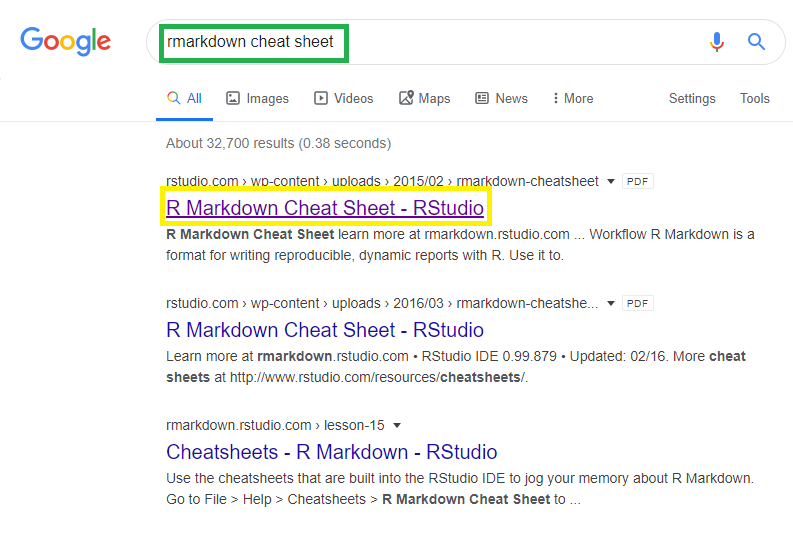 Google
rmarkdown cheat sheet
All Images Videos Maps News More Settings Tools
About 32,700 results (0.38 seconds)
rstudio.com › wp-content › uploads › 2015/02 › rmarkdown-cheatsheet PDF
R Markdown Cheat Sheet - RStudio
R Markdown Cheat Sheet learn more at rmarkdown.rstudio.com ... Workflow R Markdown is a
format for writing reproducible, dynamic reports with R. Use it to.
rstudio.com › wp-content › uploads › 2016/03 › rmarkdown-cheatshe... PDF
R Markdown Cheat Sheet - RStudio
Learn more at rmarkdown.rstudio.com • RStudio IDE 0.99.879 • Updated: 02/16. More cheat
sheets at http://www.rstudio.com/resources/cheatsheets/.
rmarkdown.rstudio.com › lesson-15
Cheatsheets - R Markdown - RStudio
Use the cheatsheets that are built into the RStudio IDE to jog your memory about R Markdown.
Go to File > Help > Cheatsheets > R Markdown Cheat Sheet to ...